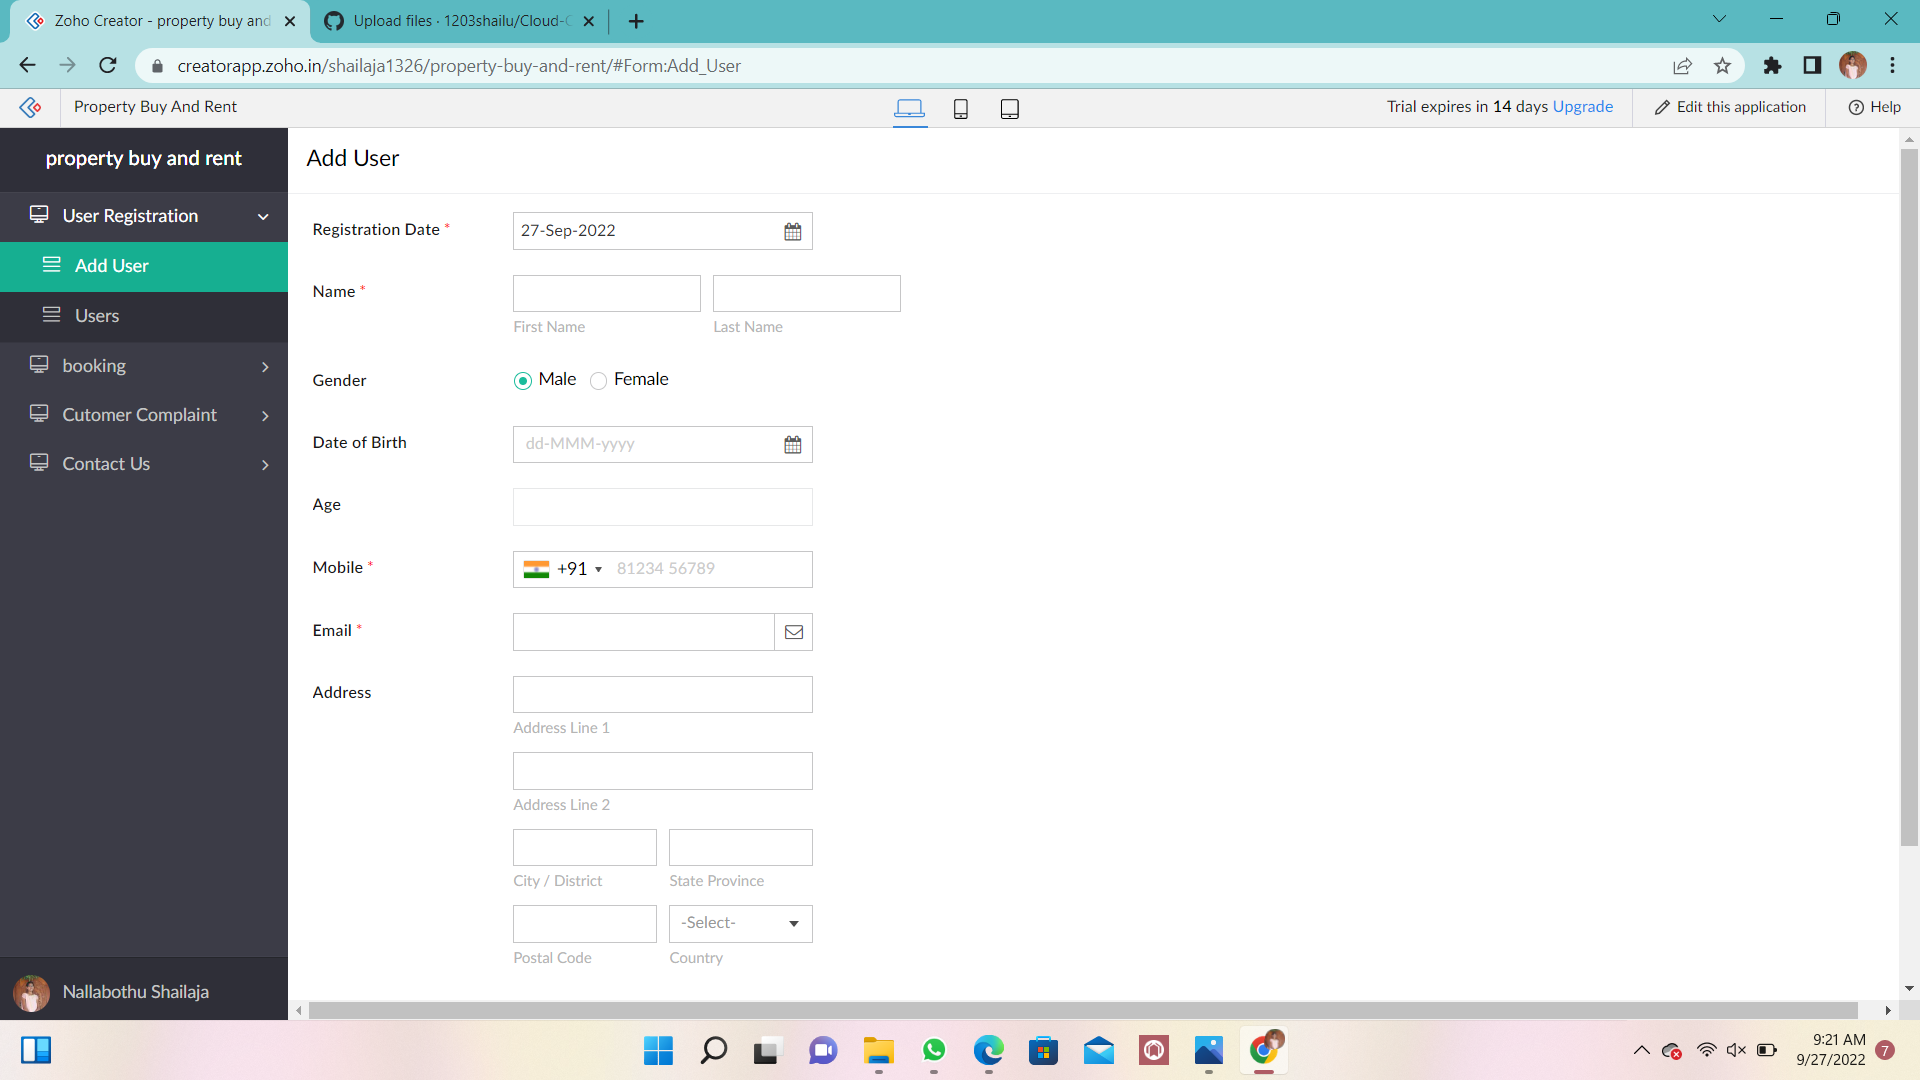 Zoho Creator - property buy and
Upload files · 1203shailu/Cloud-C
creatorapp.zoho.in/shailaja1326/property-buy-and-rent/#Form:Add_User
Property Buy And Rent
Trial expires in 14 days Upgrade
Edit this application
Help
property buy and rent
Add User
User Registration
Add User
Users
booking
Cutomer Complaint
Contact Us
Registration Date *
27-Sep-2022
Name *
First Name
Last Name
Gender
Male
Female
Date of Birth
dd-MMM-yyyy
Age
Mobile *
+91
81234 56789
Email *
Address
Address Line 1
Address Line 2
City / District
State Province
-Select-
Postal Code
Country
Nallabothu Shailaja
9:21 AM
9/27/2022
7